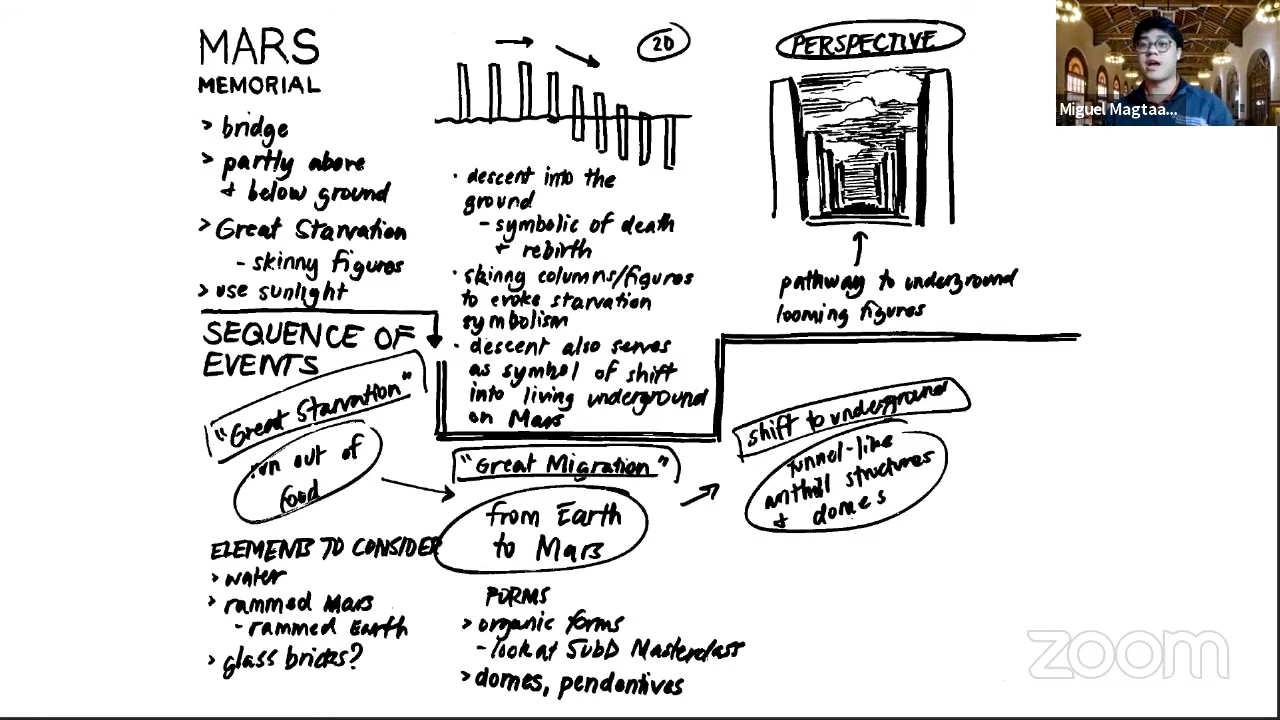 MARS
MEMORIAL
> bridge
> partly above
+ below ground
> Great Starvation
- skinny figures
> use sunlight
2D
· descent into the
ground
- symbolic of death
+ rebirth
· skinny columns/figures
to evoke starvation
symbolism
· descent also serves
as symbol of shift
into living underground
on Mars
PERSPECTIVE
pathway to underground
looming figures
Miguel Magtaa...
SEQUENCE OF
EVENTS
"Great Starvation"
run out of
food
"Great Migration"
from Earth
to Mars
shift to underground
tunnel-like
anthill structures
+ domes
ELEMENTS TO CONSIDER
> water
> rammed Mars
- rammed Earth
> glass bricks?
FORMS
> organic forms
- look at SubD Masterclass
> domes, pendentives
zoom